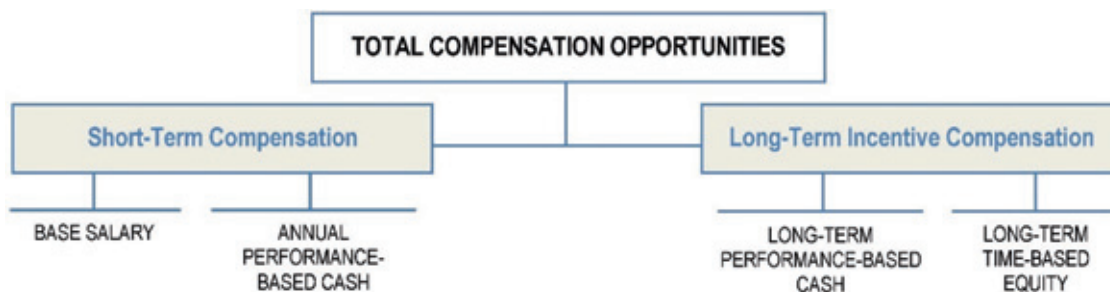 TOTAL COMPENSATION OPPORTUNITIES
Short-Term Compensation
Long-Term Incentive Compensation
BASE SALARY
ANNUAL
PERFORMANCE-
BASED CASH
LONG-TERM
PERFORMANCE-BASED
CASH
LONG-TERM
TIME-BASED
EQUITY